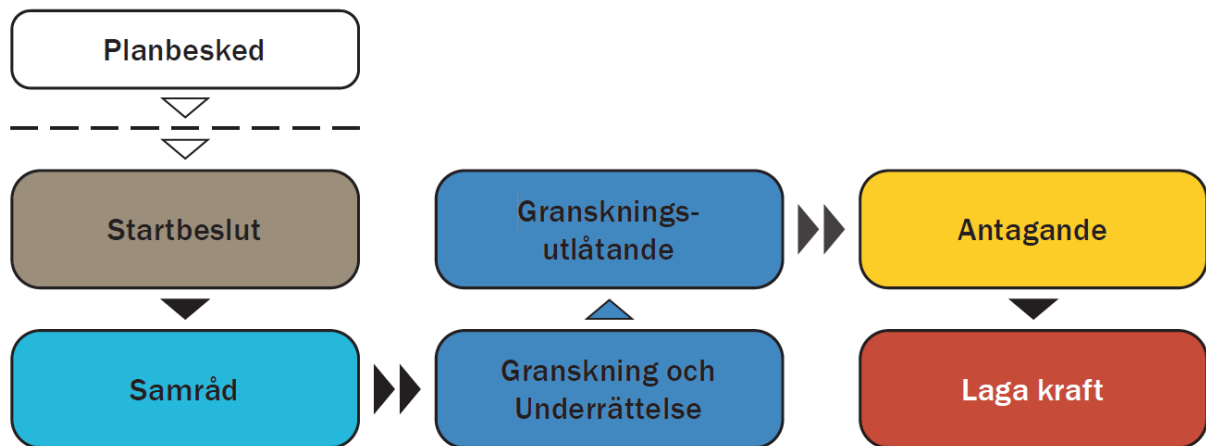 Planbesked
Startbeslut
Samråd
Granskning och
Underrättelse
Gransknings-
utlåtande
Antagande
Laga kraft